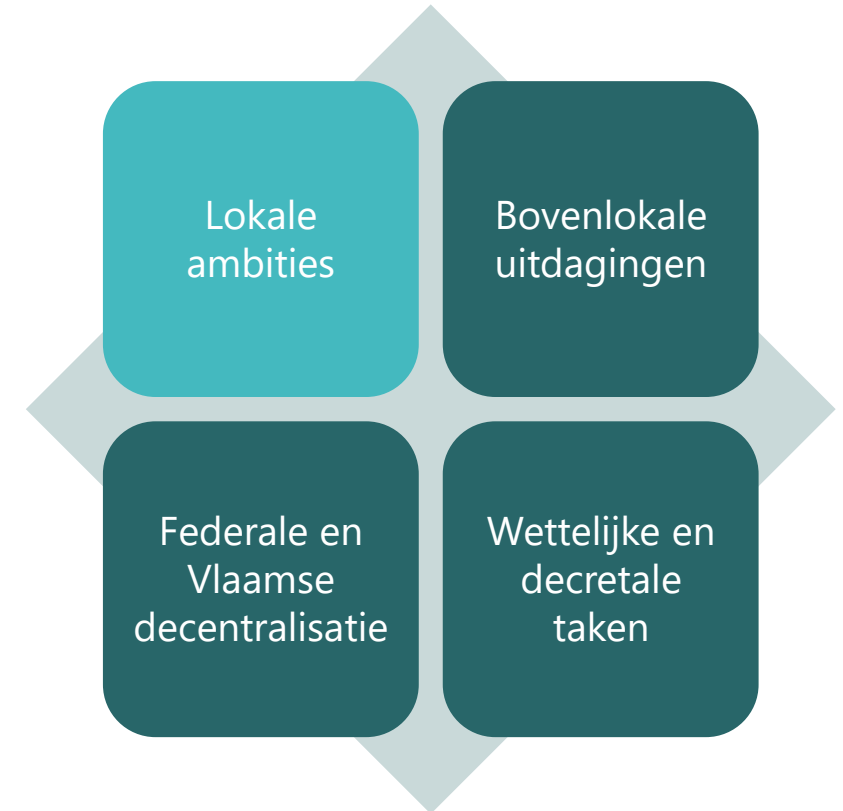 Lokale
ambities
Bovenlokale
uitdagingen
Federale en
Vlaamse
decentralisatie
Wettelijke en
decretale
taken